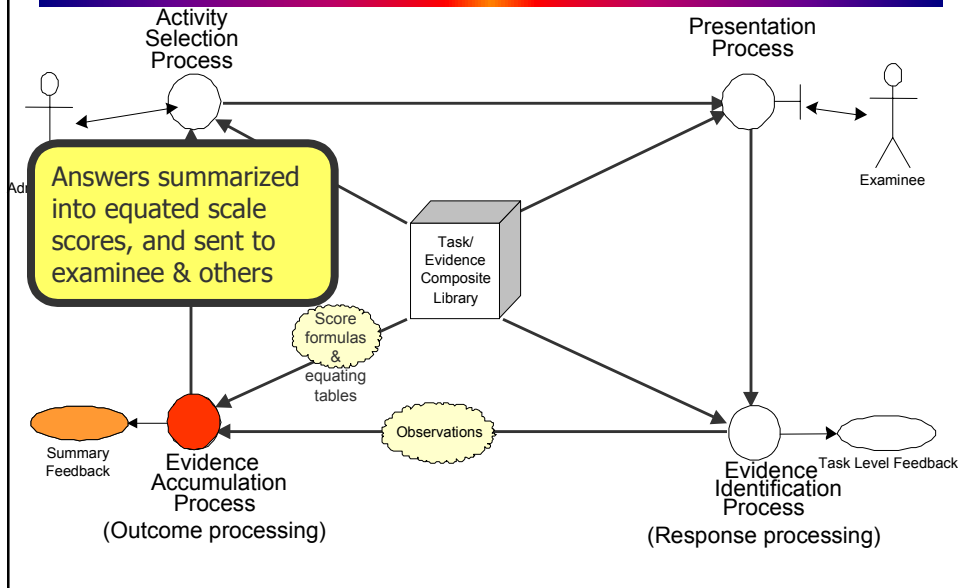 Activity
Selection
Process
Presentation
Process
Examinee
Answers summarized
into equated scale
scores, and sent to
examinee & others
Task/
Evidence
Composite
Library
Score
formulas
&
equating
tables
Observations
Summary
Feedback
Evidence
Accumulation
Process
(Outcome processing)
Evidence
Identification
Process
(Response processing)
Task Level Feedback